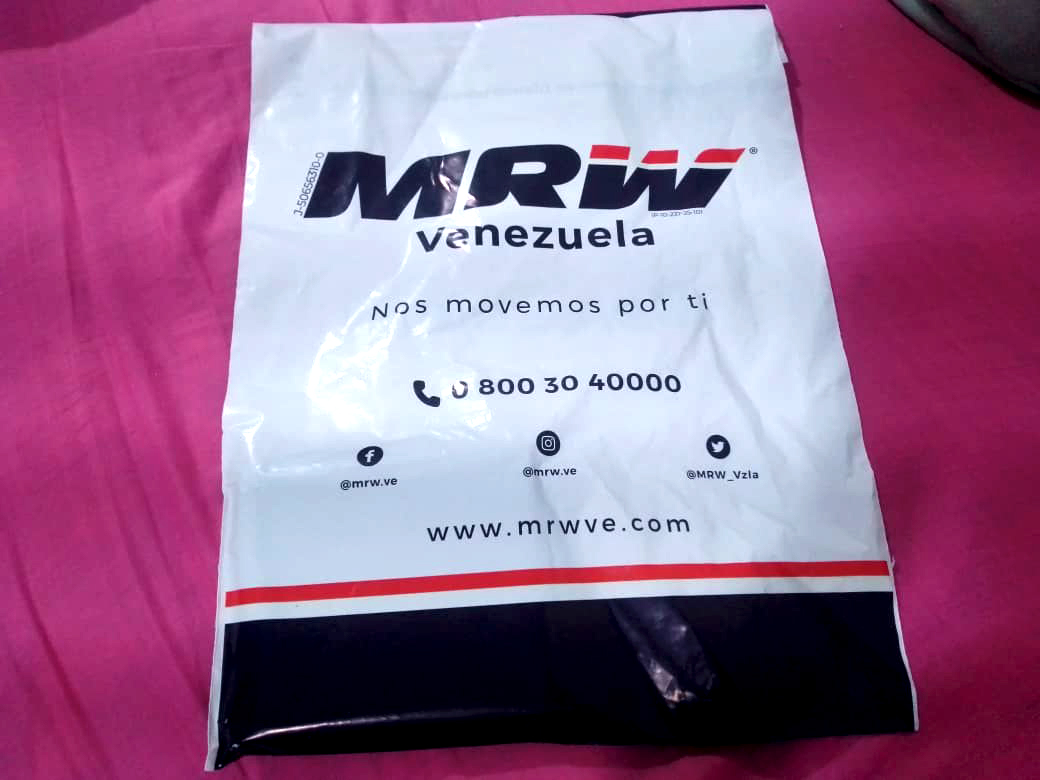 J-50656310-0
MRW®
venezuela
Nos movemos por ti
0 800 30 40000
@mrw.ve
@mrw.ve
@MRW_Vzla
www.mrwve.com